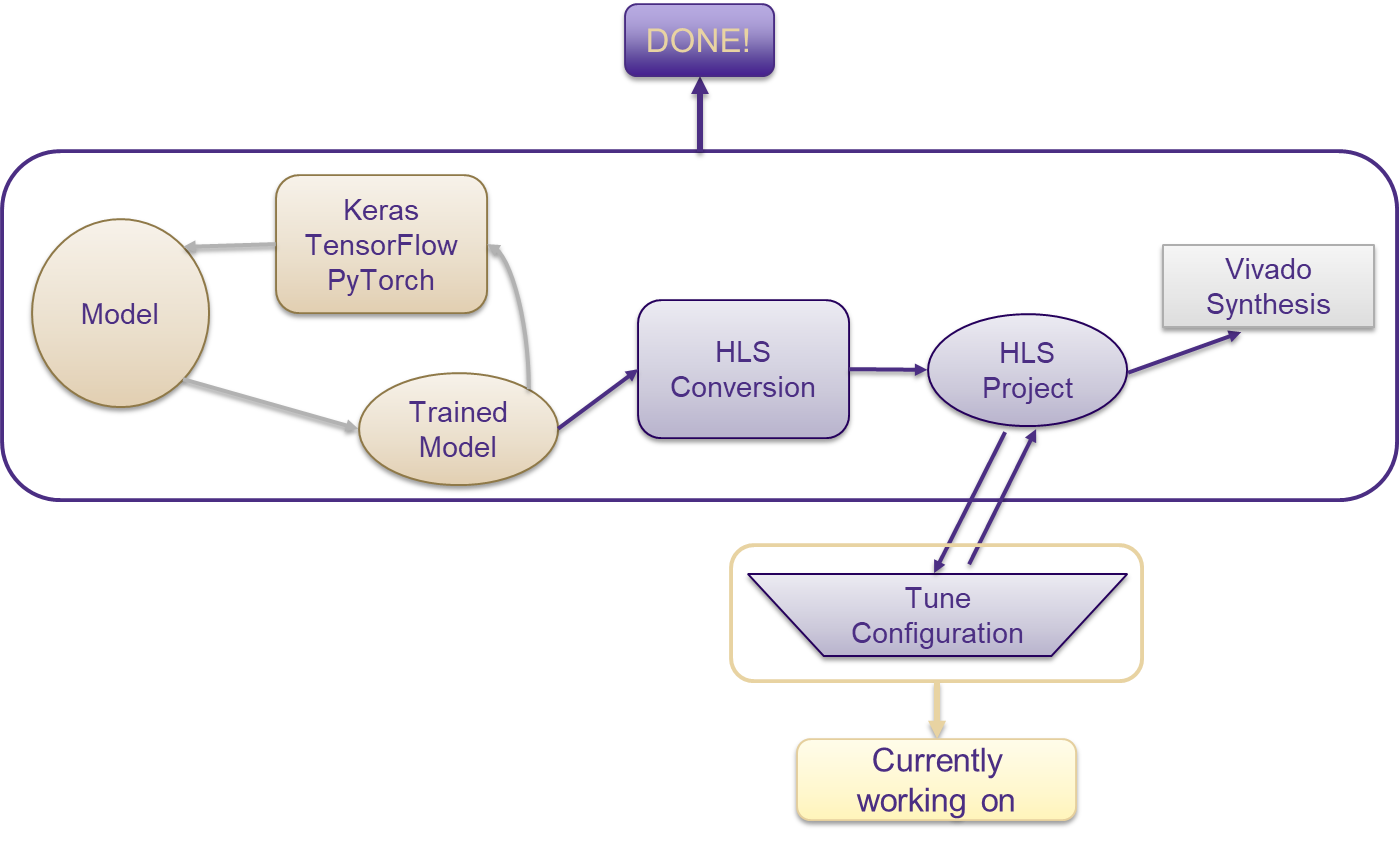 DONE!
Keras
TensorFlow
PyTorch
Model
Trained
Model
HLS
Conversion
HLS
Project
Vivado
Synthesis
Tune
Configuration
Currently
working on